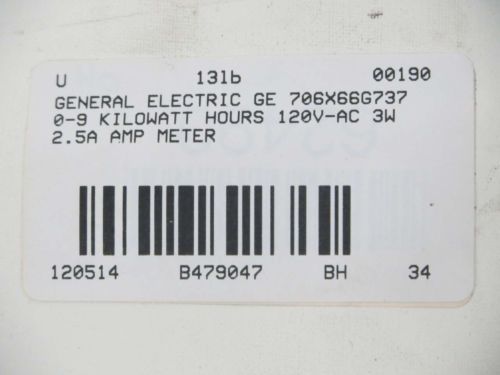 U 13lb 00190
GENERAL ELECTRIC GE 706X66G737
0-9 KILOWATT HOURS 120V-AC 3W
2.5A AMP METER
120514 B479047 BH 34